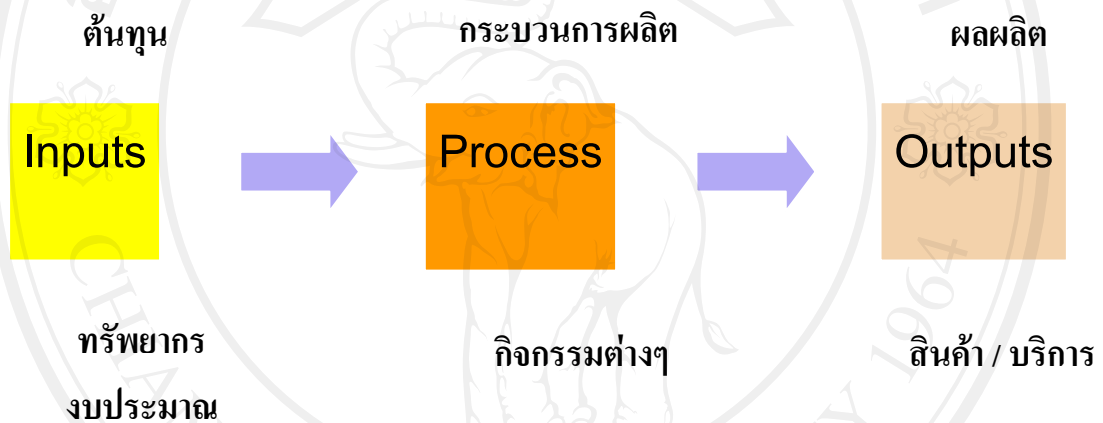 ต้นทุน
กระบวนการผลิต
ผลผลิต
Inputs
Process
Outputs
ทรัพยากร
งบประมาณ
กิจกรรมต่างๆ
สินค้า / บริการ
1964